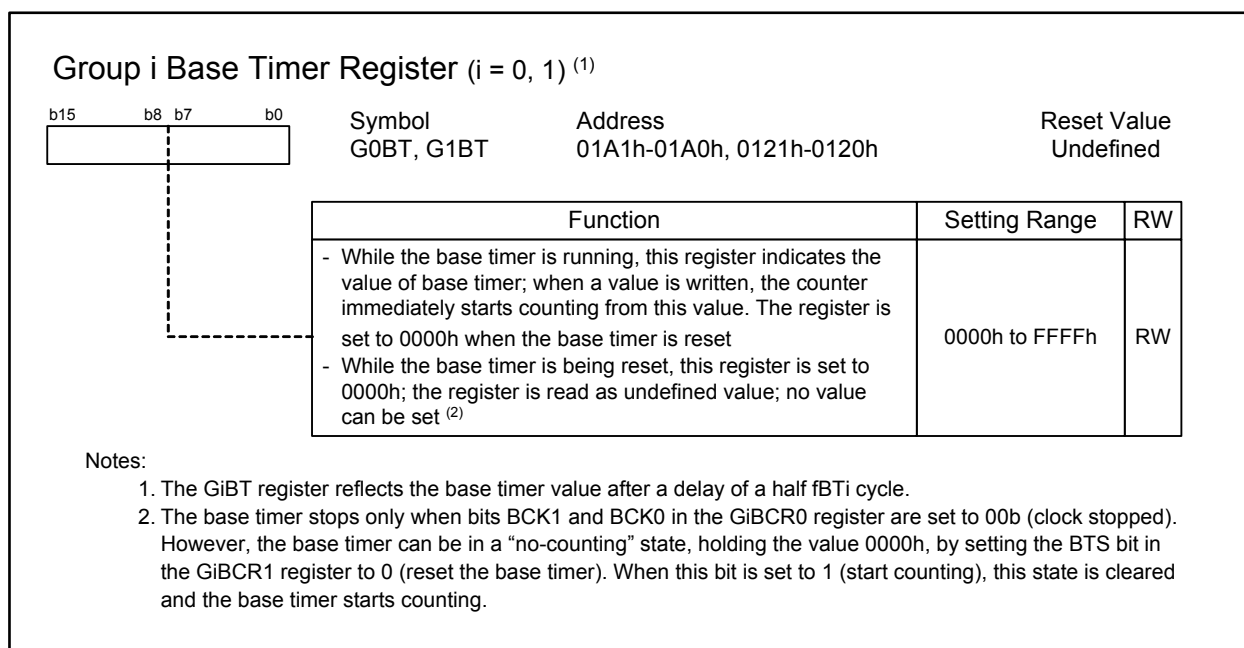 Group i Base Timer Register (i = 0, 1) (1)
b15 b8 b7 b0
Symbol Address Reset Value
G0BT, G1BT 01A1h-01A0h, 0121h-0120h Undefined
Function Setting Range RW
- While the base timer is running, this register indicates the
value of base timer; when a value is written, the counter
immediately starts counting from this value. The register is
set to 0000h when the base timer is reset
- While the base timer is being reset, this register is set to
0000h; the register is read as undefined value; no value
can be set (2)
0000h to FFFFh RW
Notes:
1. The GiBT register reflects the base timer value after a delay of a half fBTi cycle.
2. The base timer stops only when bits BCK1 and BCK0 in the GiBCR0 register are set to 00b (clock stopped).
However, the base timer can be in a “no-counting” state, holding the value 0000h, by setting the BTS bit in
the GiBCR1 register to 0 (reset the base timer). When this bit is set to 1 (start counting), this state is cleared
and the base timer starts counting.